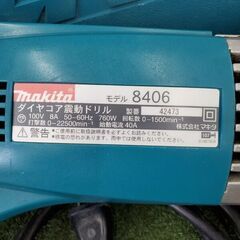 makita
モデル 8406
ダイヤコア震動ドリル
製番 42473
100V 8A 50-60Hz 760W 回転数 0-1500min⁻¹
打撃数 0-22500min⁻¹ 始動電流 40A
株式会社マキタ
警告